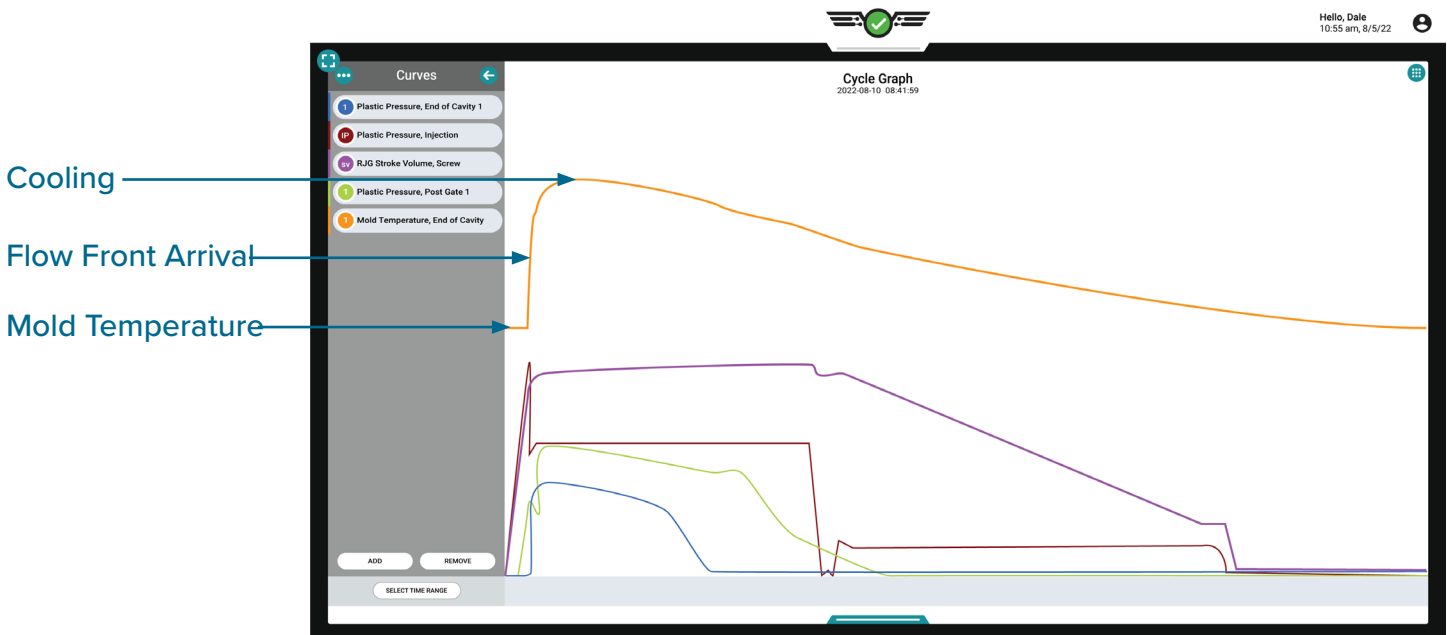 Hello, Dale
10:55 am, 8/5/22
Curves
Cycle Graph
2022-08-10 08:41:59
1 Plastic Pressure, End of Cavity 1
IP Plastic Pressure, Injection
sv RJG Stroke Volume, Screw
1 Plastic Pressure, Post Gate 1
1 Mold Temperature, End of Cavity
Cooling
Flow Front Arrival
Mold Temperature
ADD
REMOVE
SELECT TIME RANGE